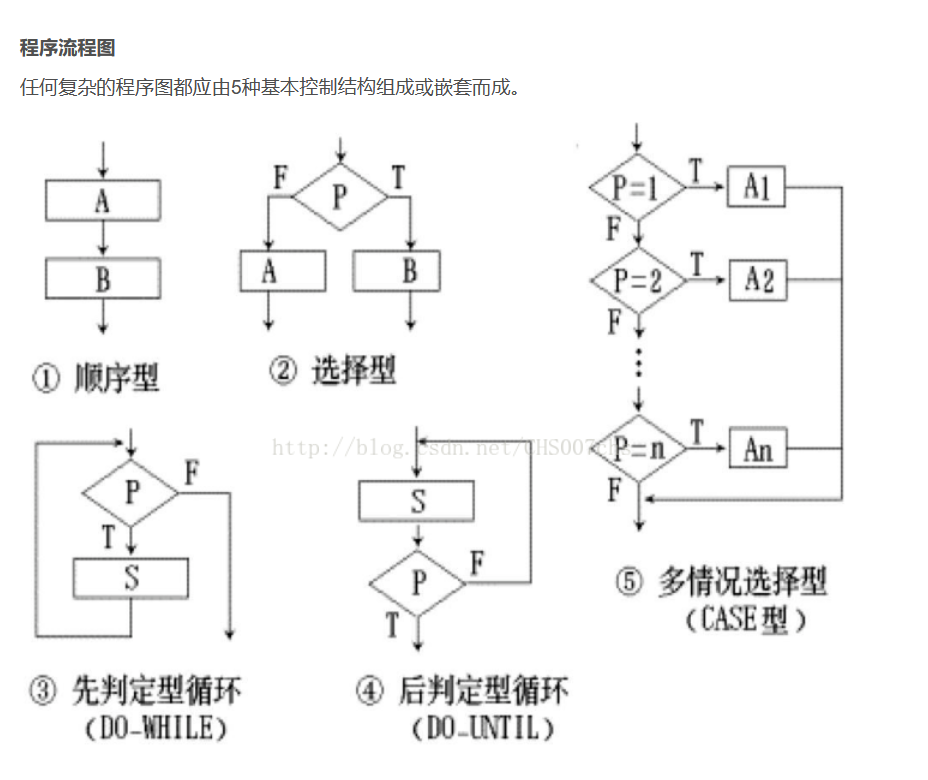 程序流程图
任何复杂的程序图都应由5种基本控制结构组成或嵌套而成。
A
B
① 顺序型
F
T
P
A
B
② 选择型
P=1
T
A1
F
P=2
T
A2
F
P=n
T
An
F
⑤ 多情况选择型
(CASE型)
P
F
T
S
③ 先判定型循环
(DO-WHILE)
S
P
F
T
④ 后判定型循环
(DO-UNTIL)
http://blog.csdn.net/CHS007chs